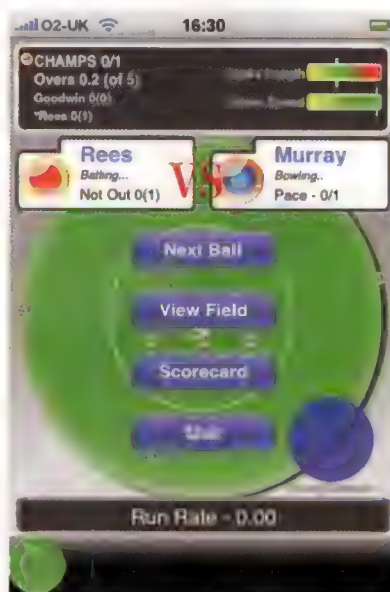 O2-UK 16:30
CHAMPS 0/1
Overs 0.2 (of 5)
Goodwin 0(0)
*Rees 0(1)
Rees
Batting...
Not Out 0(1)
VS
Murray
Bowling..
Pace - 0/1
Next Ball
View Field
Scorecard
Run Rate - 0.00